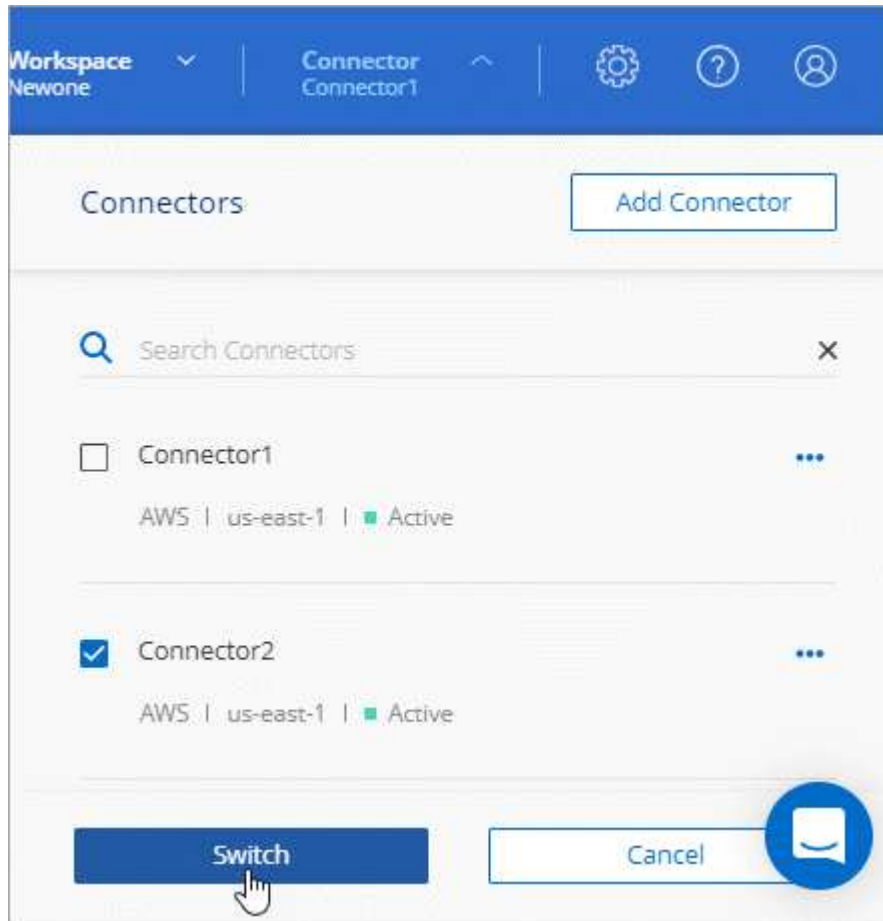 Workspace
Newone
Connector
Connector1
Connectors
Add Connector
Search Connectors
Connector1
AWS | us-east-1 | Active
Connector2
AWS | us-east-1 | Active
Switch
Cancel